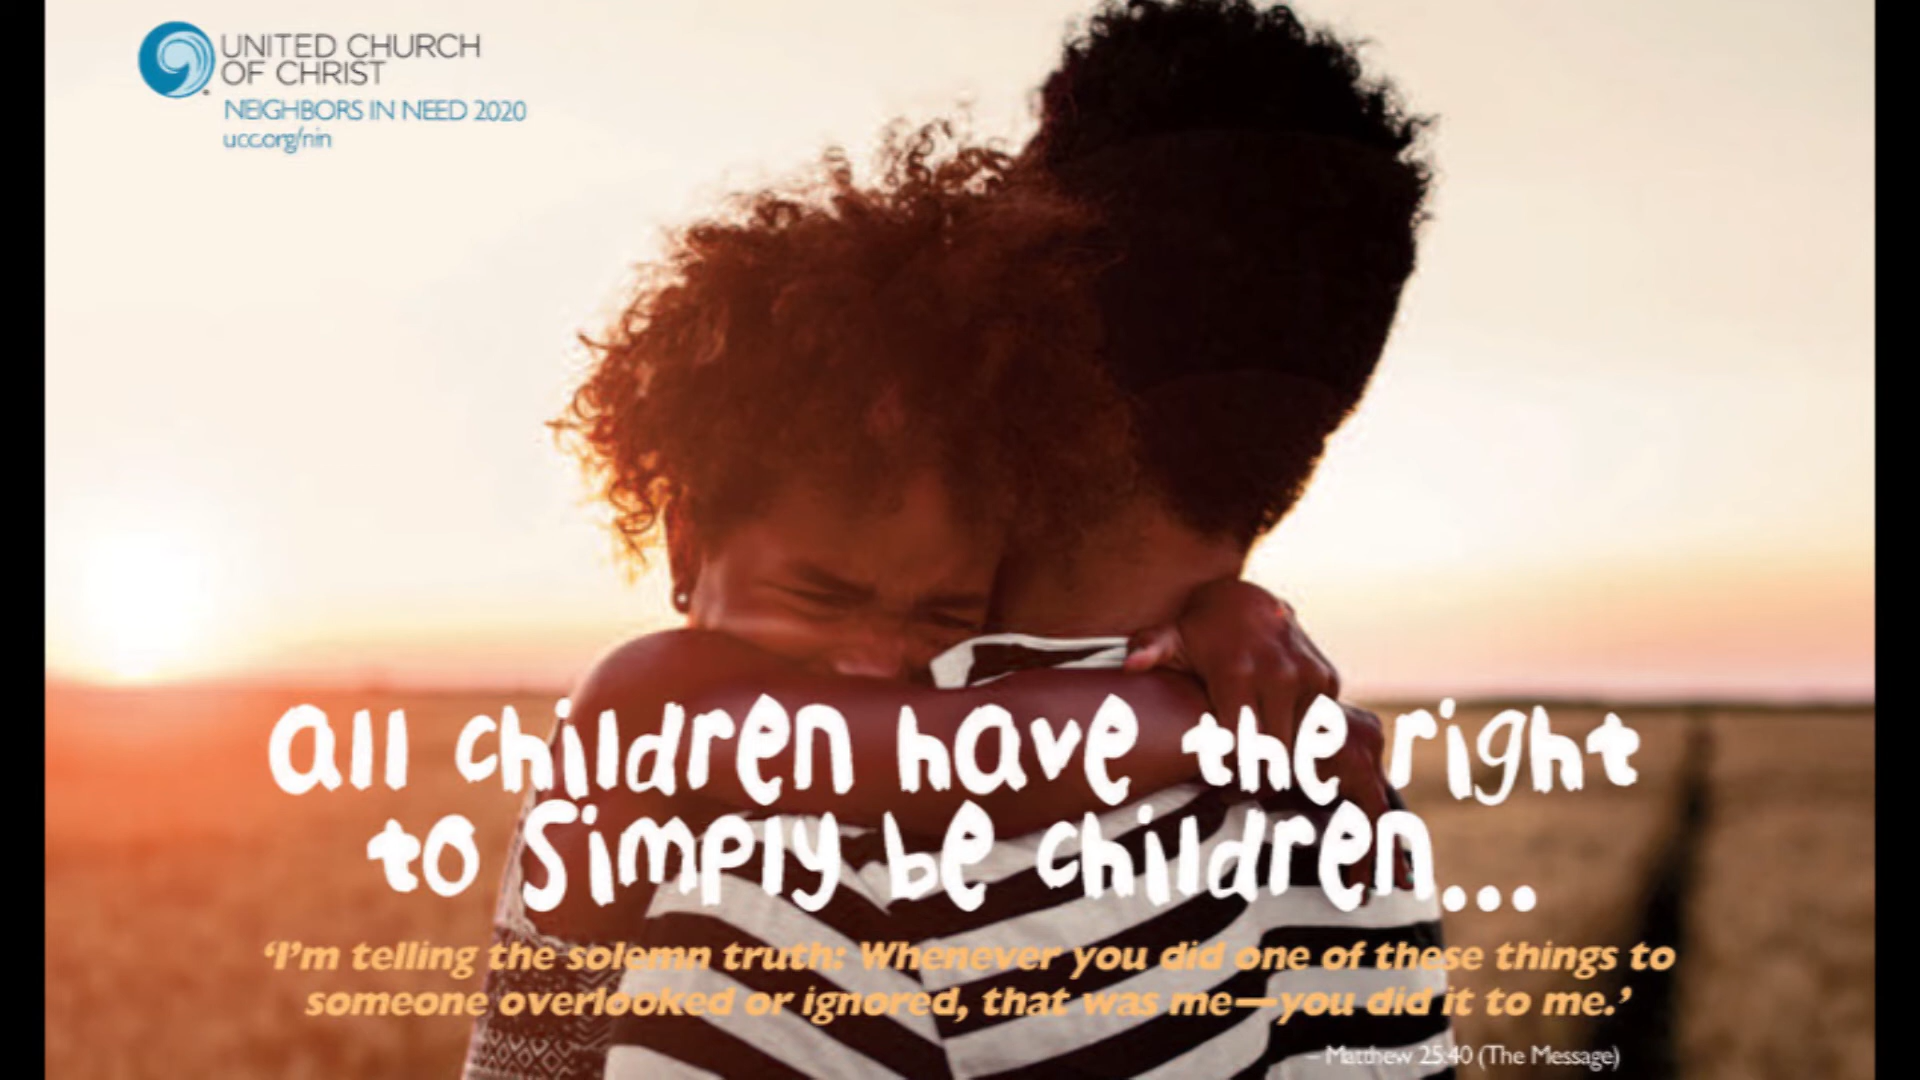 UNITED CHURCH
OF CHRIST
NEIGHBORS IN NEED 2020
ucc.org/nin
all children have the right
to Simply be children...
‘I’m telling the solemn truth: Whenever you did one of these things to
someone overlooked or ignored, that was me—you did it to me.’
– Matthew 25:40 (The Message)